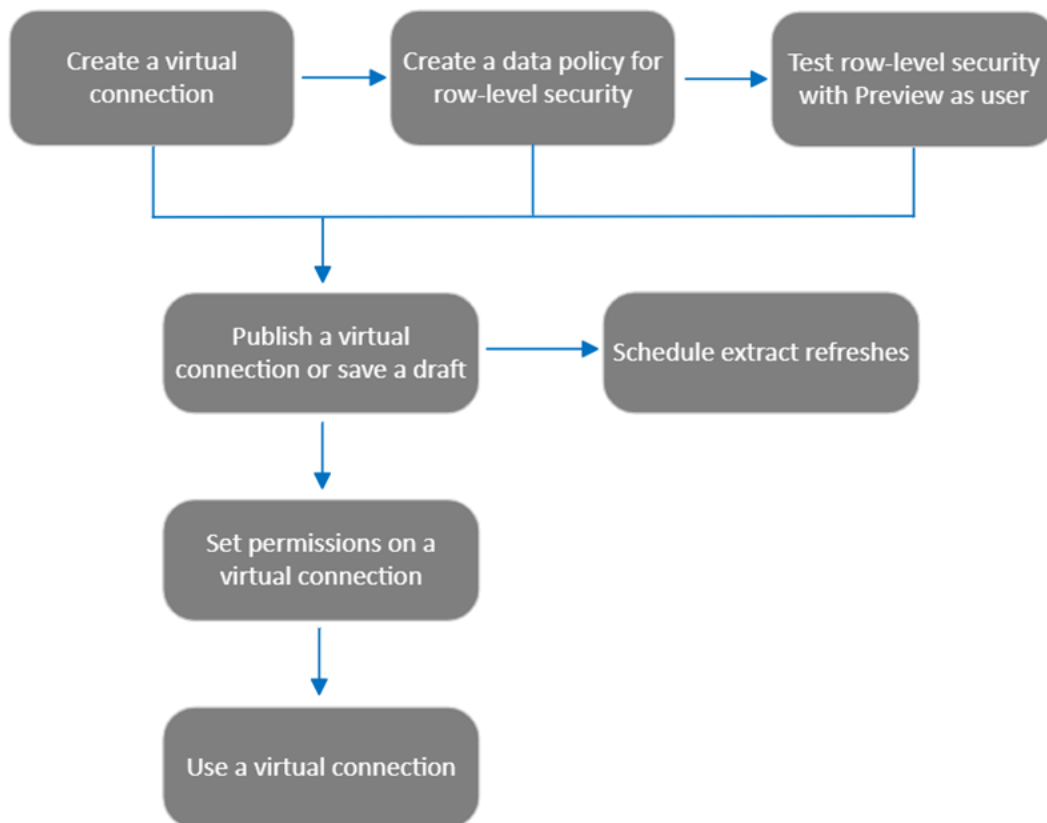 Create a virtual
connection
Create a data policy for
row-level security
Test row-level security
with Preview as user
Publish a virtual
connection or save a draft
Schedule extract refreshes
Set permissions on a
virtual connection
Use a virtual connection